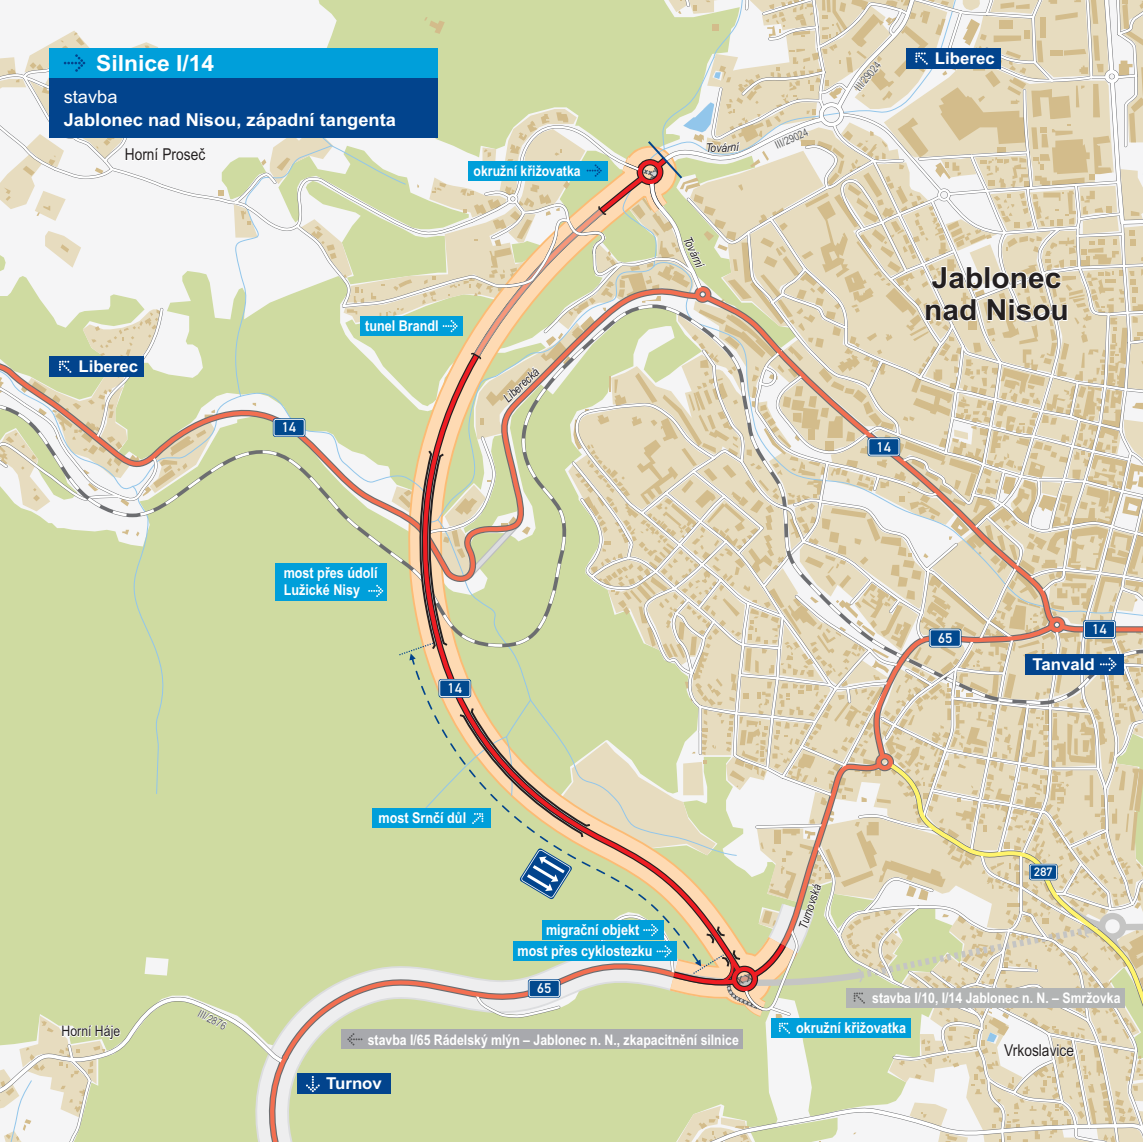 Silnice I/14
stavba
Jablonec nad Nisou, západní tangenta
Liberec
III/29024
Tovární
III/29024
Horní Proseč
okružní křižovatka
Tovární
Jablonec
nad Nisou
tunel Brandl
Liberec
Liberecká
14
14
most přes údolí
Lužické Nisy
65
14
Tanvald
14
most Srnčí důl
287
Turnovská
migrační objekt
most přes cyklostezku
65
stavba I/10, I/14 Jablonec n. N. – Smržovka
III/2876
Horní Háje
okružní křižovatka
stavba I/65 Rádelský mlýn – Jablonec n. N., zkapacitnění silnice
Vrkoslavice
Turnov